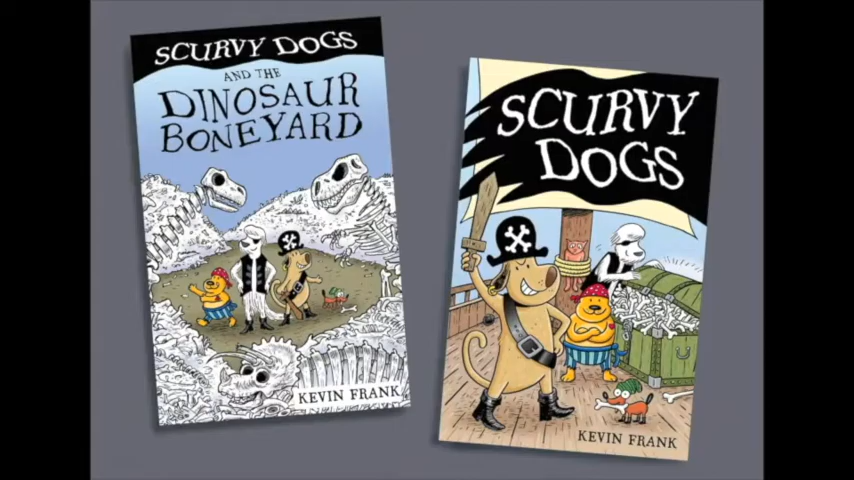 SCURVY DOGS
AND THE
DINOSAUR
BONEYARD
KEVIN FRANK
SCURVY
DOGS
KEVIN FRANK